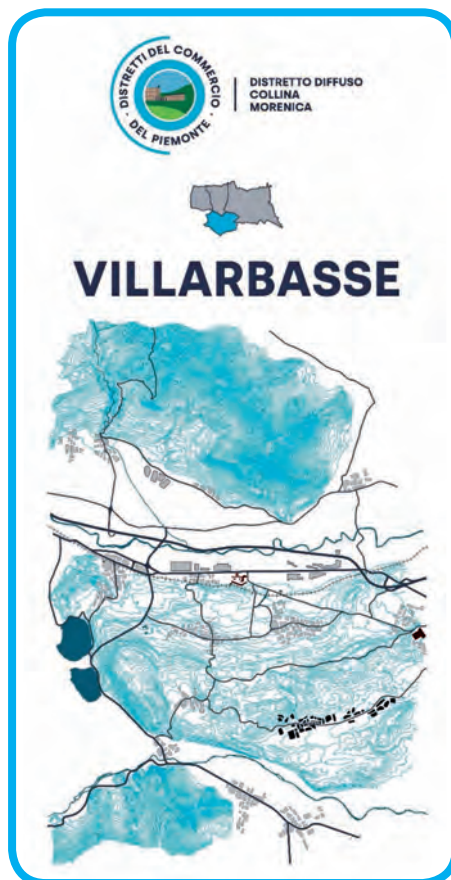 DISTRETTI DEL COMMERCIO
DEL PIEMONTE
DISTRETTO DIFFUSO
COLLINA
MORENICA
VILLARBASSE